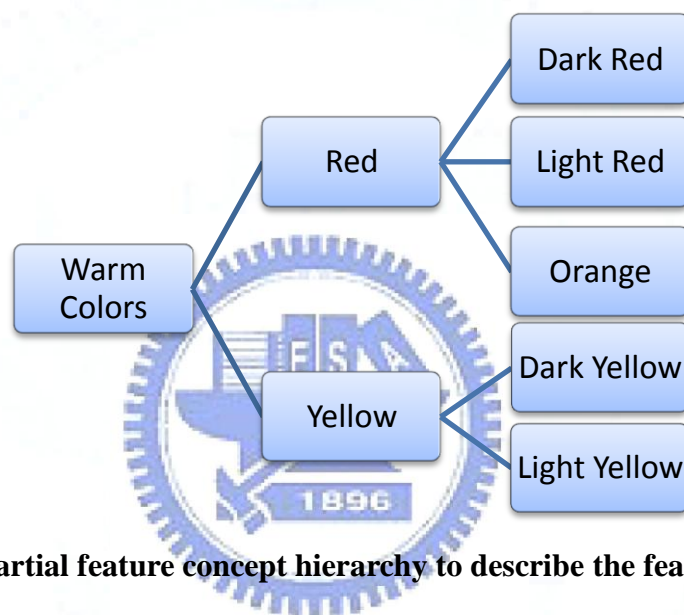 Dark Red
Red
Light Red
Orange
Warm
Colors
Dark Yellow
Yellow
Light Yellow
ESA
1896
artial feature concept hierarchy to describe the fea